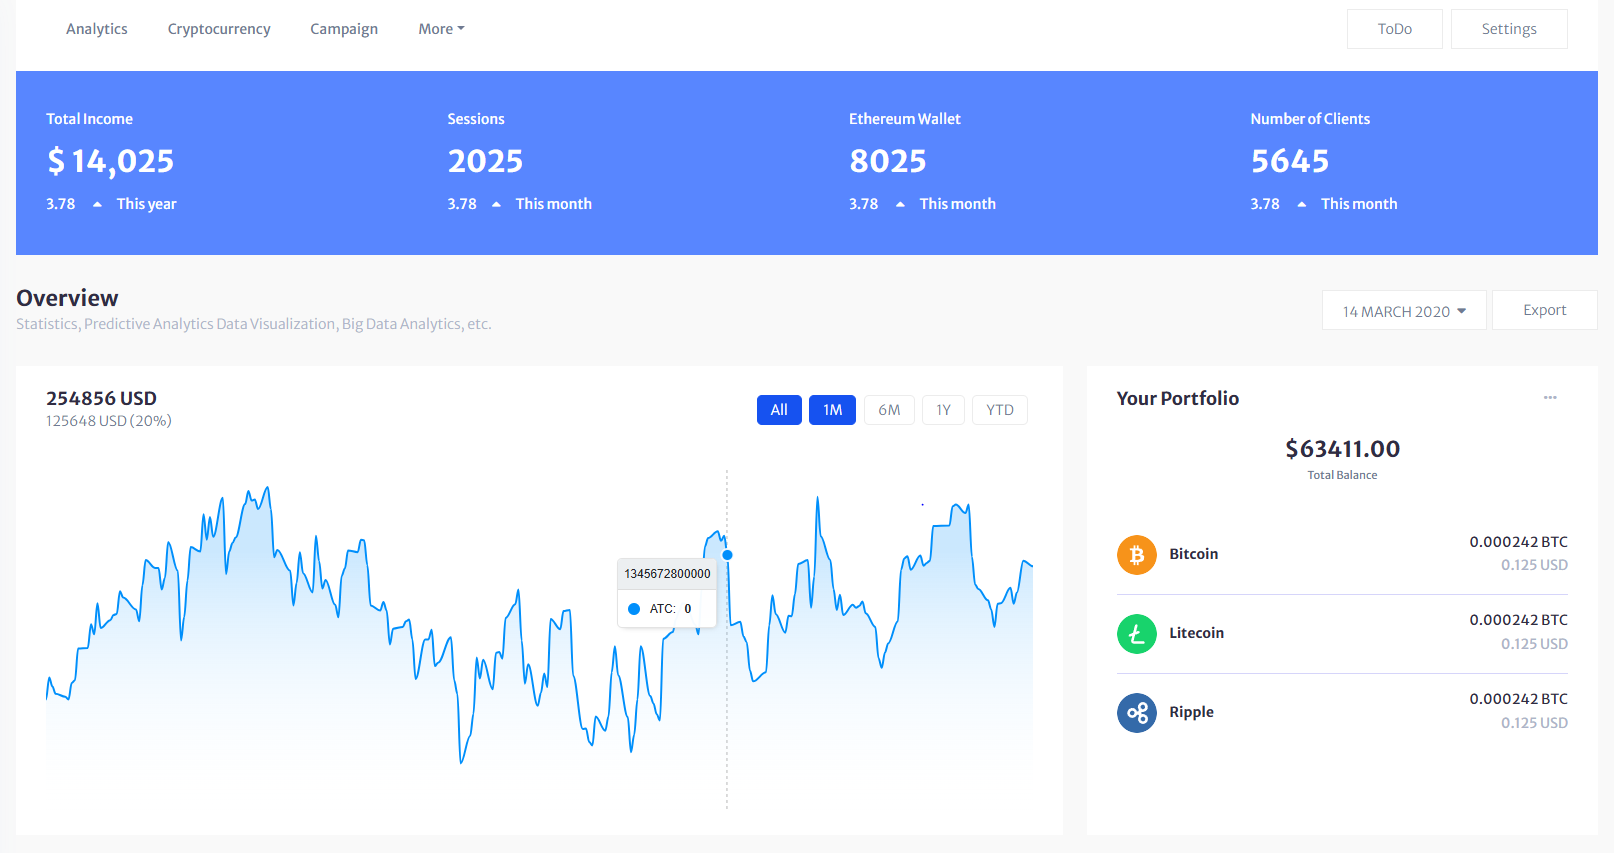 Analytics Cryptocurrency Campaign More ToDo Settings
Total Income Sessions Ethereum Wallet Number of Clients
$ 14,025 2025 8025 5645
3.78 This year 3.78 This month 3.78 This month 3.78 This month
Overview
Statistics, Predictive Analytics Data Visualization, Big Data Analytics, etc.
14 MARCH 2020 Export
254856 USD
125648 USD (20%)
All 1M 6M 1Y YTD
1345672800000
ATC: 0
Your Portfolio
$63411.00
Total Balance
Bitcoin
0.000242 BTC
0.125 USD
Litecoin
0.000242 BTC
0.125 USD
Ripple
0.000242 BTC
0.125 USD